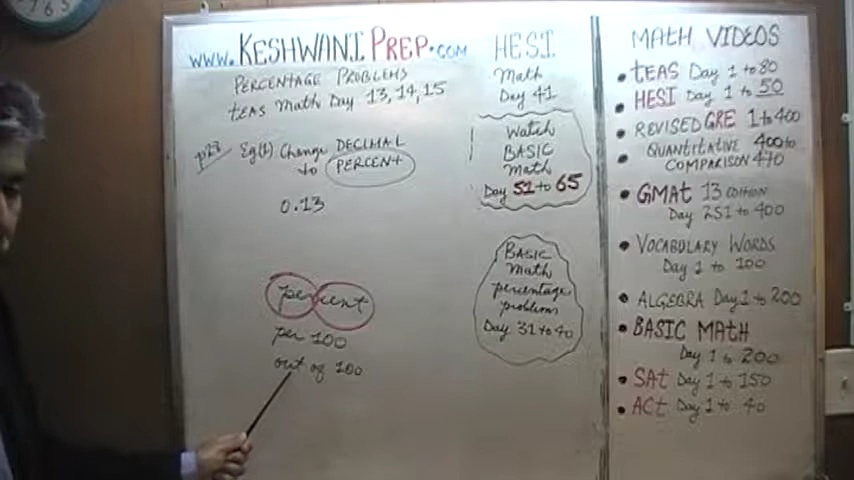 www.KESHWANIPREP.com
PERCENTAGE PROBLEMS
tEAS Math Day 13, 14, 15
p23 Eg(1) Change DECIMAL
to PERCENt
0.13
percent
per 100
out of 100
HESI
Math
Day 41
Watch
BASIC
Math
Day 51 to 65
BASIC
Math
percentage
problems
Day 31 to 40
MAtH VIDEOS
• tEAS Day 1 to 80
• HESI Day 1 to 50
• REVISED GRE 1 to 400
• QUANTITATIVE 400 to
COMPARISON 470
• GMAt 13 EDITION
Day 251 to 400
• VOCABULARY WORDS
Day 1 to 100
• ALGEBRA Day 1 to 200
• BASIC MAtH
Day 1 to 200
• SAt Day 1 to 150
• ACt Day 1 to 40